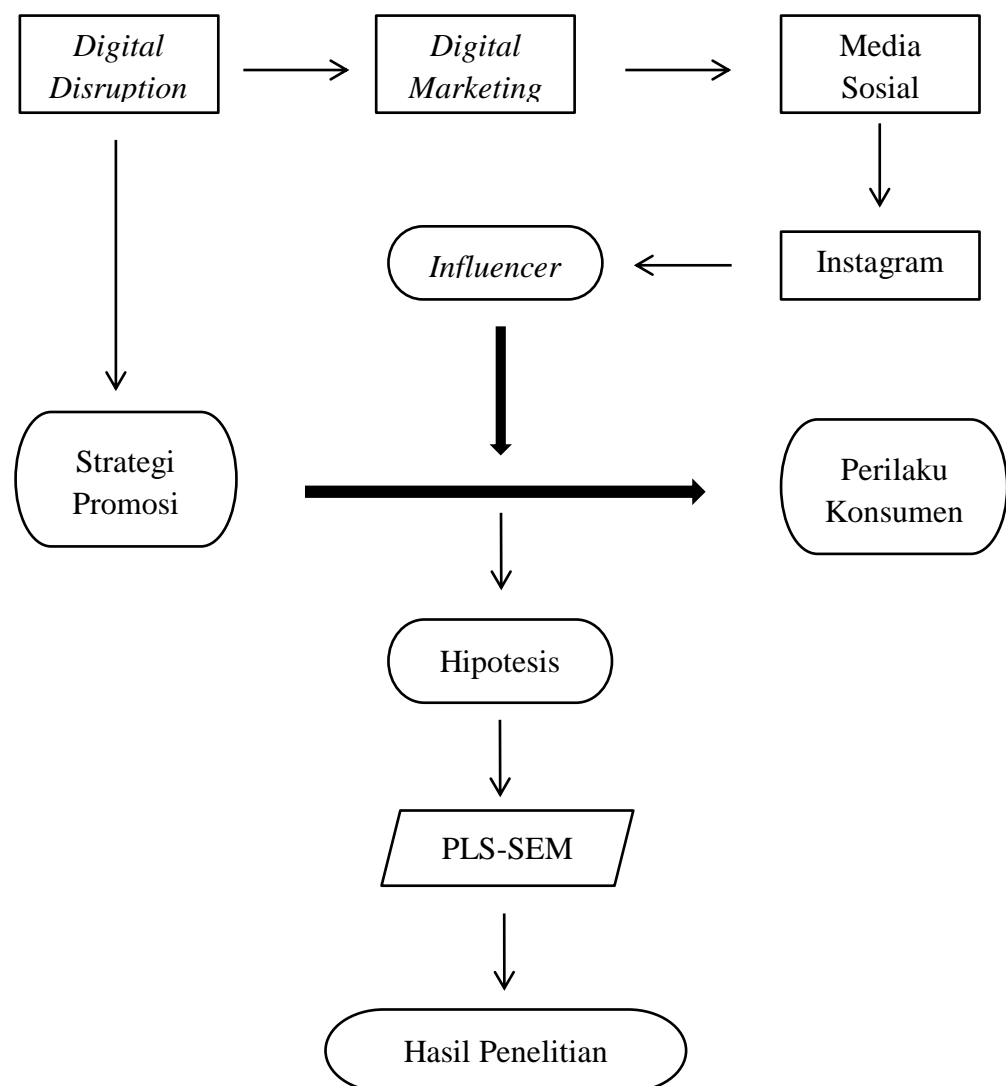 Digital
Disruption
Digital
Marketing
Media
Sosial
Influencer
Instagram
Strategi
Promosi
Perilaku
Konsumen
Hipotesis
PLS-SEM
Hasil Penelitian